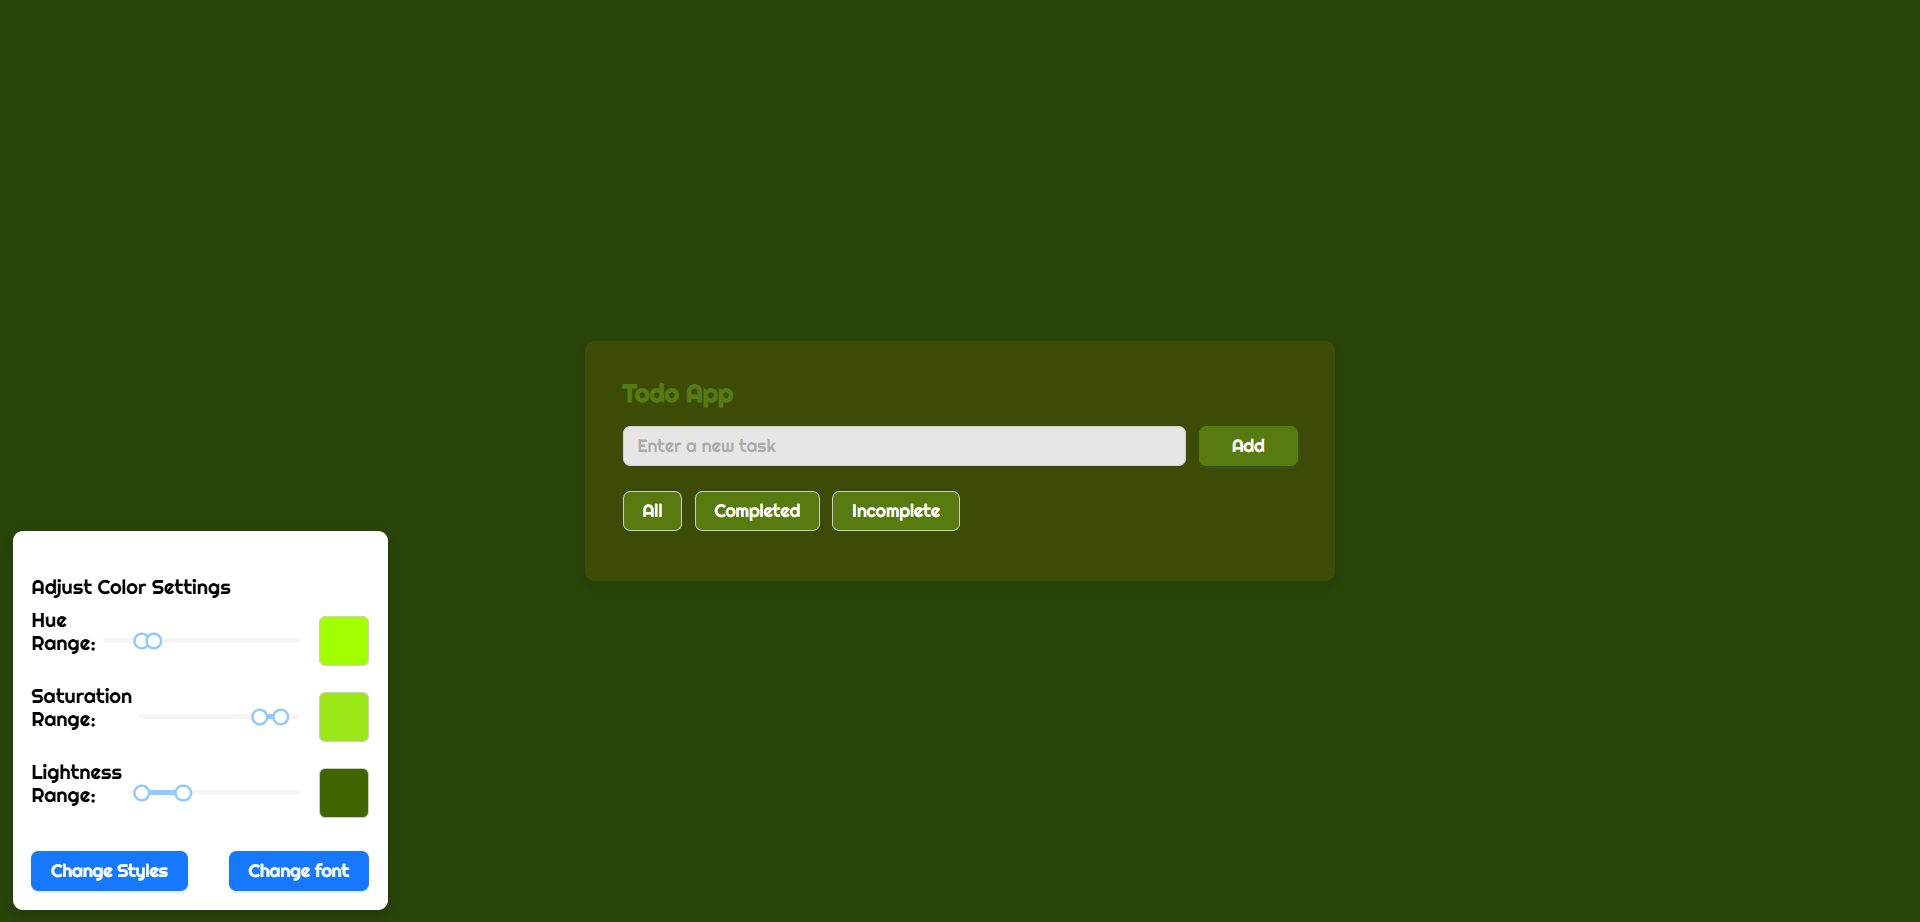 Todo App
Enter a new task
Add
All
Completed
Incomplete
Adjust Color Settings
Hue
Range:
Saturation
Range:
Lightness
Range:
Change Styles
Change font